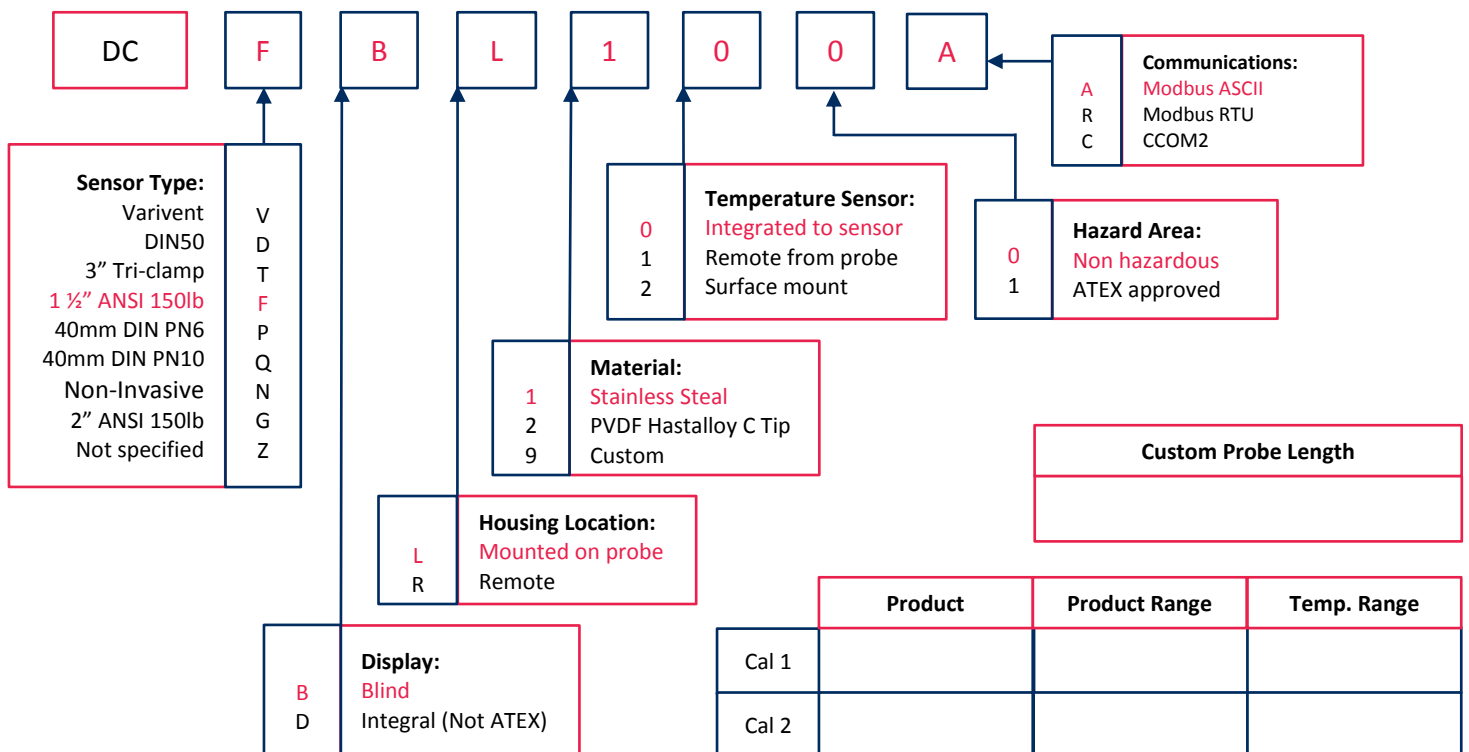 DC F B L 1 0 0 A
Communications:
A Modbus ASCII
R Modbus RTU
C CCOM2
Sensor Type:
Varivent V
DIN50 D
3” Tri-clamp T
1 ½” ANSI 150lb F
40mm DIN PN6 P
40mm DIN PN10 Q
Non-Invasive N
2” ANSI 150lb G
Not specified Z
Temperature Sensor:
0 Integrated to sensor
1 Remote from probe
2 Surface mount
Hazard Area:
0 Non hazardous
1 ATEX approved
Material:
1 Stainless Steal
2 PVDF Hastalloy C Tip
9 Custom
Custom Probe Length
Housing Location:
L Mounted on probe
R Remote
Product Product Range Temp. Range
Cal 1
Cal 2
Display:
B Blind
D Integral (Not ATEX)